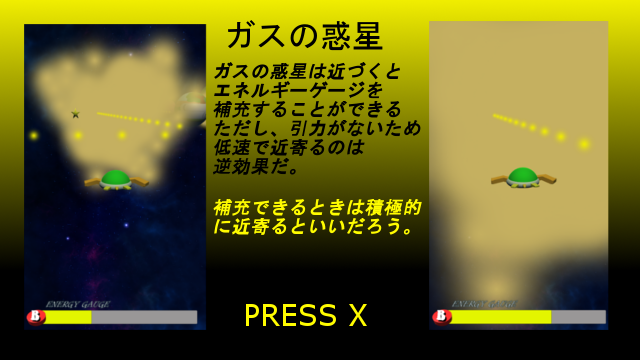 ガスの惑星
ガスの惑星は近づくと
エネルギーゲージを
補充することができる
ただし、引力がないため
低速で近寄るのは
逆効果だ。
補充できるときは積極的
に近寄るといいだろう。
PRESS X
ENERGY GAUGE
B
ENERGY GAUGE
B